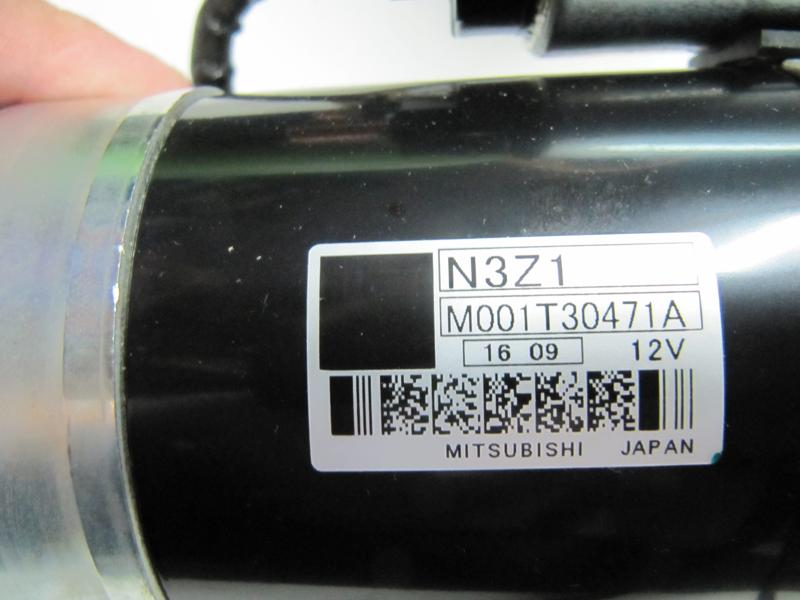 N3Z1
M001T30471A
16 09 12V
MITSUBISHI JAPAN